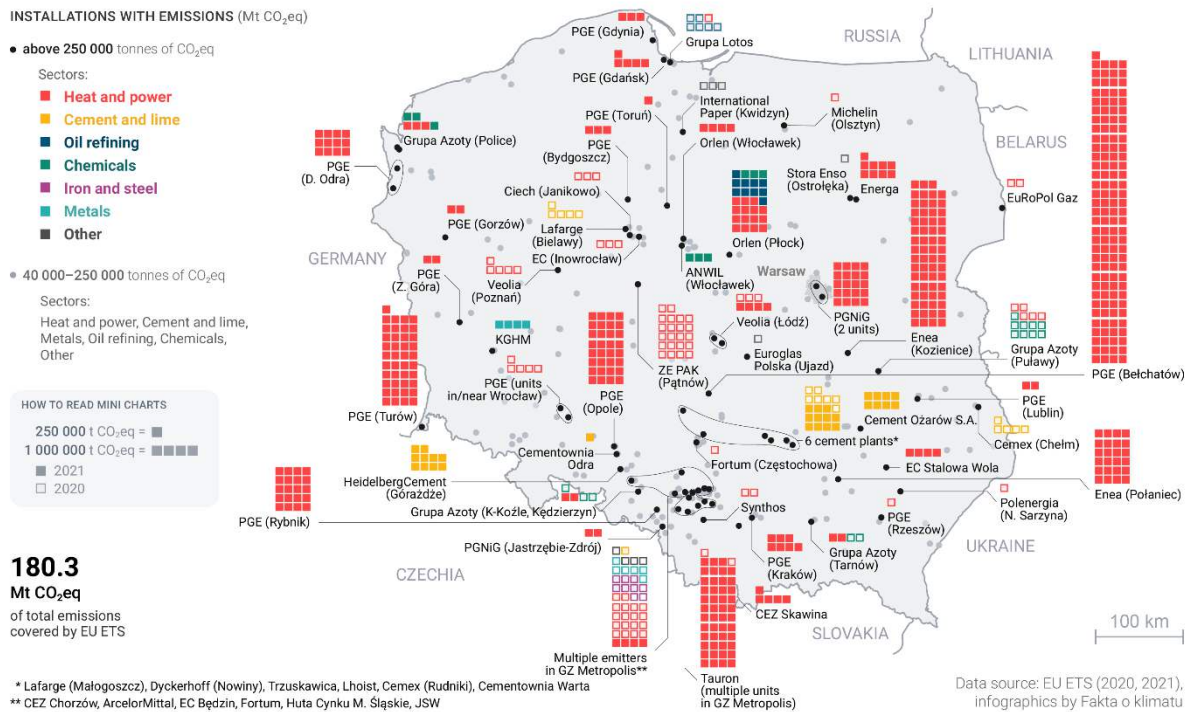 INSTALLATIONS WITH EMISSIONS (Mt CO₂eq)
above 250 000 tonnes of CO₂eq
Sectors:
Heat and power
Cement and lime
Oil refining
Chemicals
Iron and steel
Metals
Other
40 000–250 000 tonnes of CO₂eq
Sectors:
Heat and power, Cement and lime,
Metals, Oil refining, Chemicals,
Other
HOW TO READ MINI CHARTS
250 000 t CO₂eq =
1 000 000 t CO₂eq =
2021
2020
180.3
Mt CO₂eq
of total emissions
covered by EU ETS
RUSSIA
LITHUANIA
BELARUS
GERMANY
CZECHIA
UKRAINE
SLOVAKIA
Warsaw
PGE (Gdynia)
Grupa Lotos
PGE (Gdańsk)
International
Paper (Kwidzyn)
Michelin
(Olsztyn)
PGE (Toruń)
Grupa Azoty (Police)
PGE
(Bydgoszcz)
Orlen (Włocławek)
PGE
(D. Odra)
Stora Enso
(Ostrołęka)
Energa
EuRoPol Gaz
Ciech (Janikowo)
PGE (Gorzów)
Lafarge
(Bielawy)
EC (Inowrocław)
Orlen (Płock)
PGE
(Z. Góra)
Veolia
(Poznań)
ANWIL
(Włocławek)
KGHM
Veolia (Łódź)
PGNiG
(2 units)
Enea
(Kozienice)
Grupa Azoty
(Puławy)
Euroglas
Polska (Ujazd)
ZE PAK
(Pątnów)
PGE (Bełchatów)
PGE (units
in/near Wrocław)
PGE
(Opole)
PGE (Turów)
PGE
(Lublin)
Cement Ożarów S.A.
Cemex (Chełm)
6 cement plants*
Cementownia
Odra
Fortum (Częstochowa)
EC Stalowa Wola
HeidelbergCement
(Górażdże)
Enea (Połaniec)
Polenergia
(N. Sarzyna)
Grupa Azoty (K-Koźle, Kędzierzyn)
Synthos
PGE
(Rzeszów)
PGE (Rybnik)
PGNiG (Jastrzębie-Zdrój)
PGE
(Kraków)
Grupa Azoty
(Tarnów)
CEZ Skawina
Multiple emitters
in GZ Metropolis**
Tauron
(multiple units
in GZ Metropolis)
100 km
* Lafarge (Małogoszcz), Dyckerhoff (Nowiny), Trzuskawica, Lhoist, Cemex (Rudniki), Cementownia Warta
** CEZ Chorzów, ArcelorMittal, EC Będzin, Fortum, Huta Cynku M. Śląskie, JSW
Data source: EU ETS (2020, 2021),
infographics by Fakta o klimatu